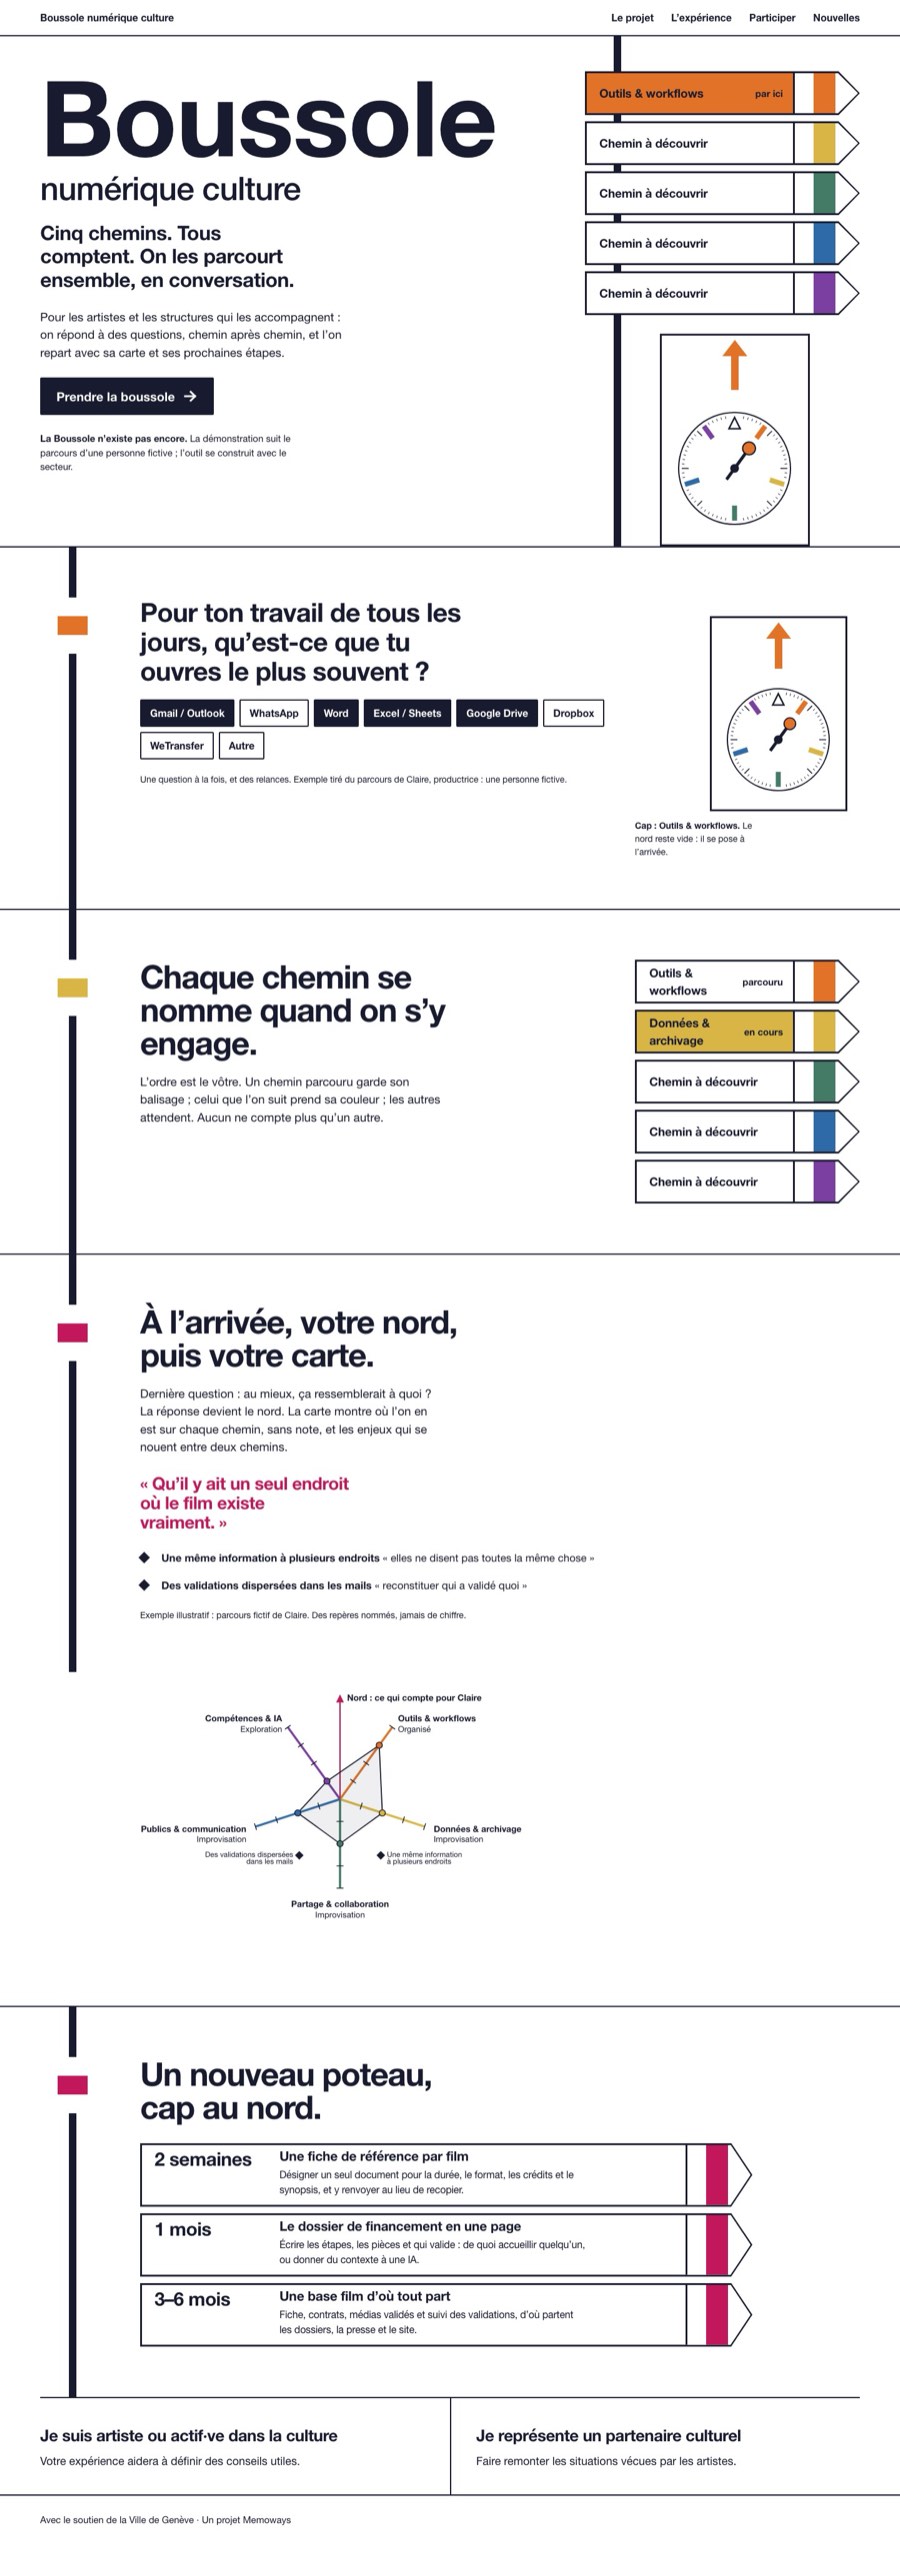 Boussole numérique culture
Le projet
L'expérience
Participer
Nouvelles
Boussole
numérique culture
Cinq chemins. Tous
comptent. On les parcourt
ensemble, en conversation.
Pour les artistes et les structures qui les accompagnent :
on répond à des questions, chemin après chemin, et l'on
repart avec sa carte et ses prochaines étapes.
Prendre la boussole →
La Boussole n'existe pas encore. La démonstration suit le
parcours d'une personne fictive ; l'outil se construit avec le
secteur.
Outils & workflows par ici
Chemin à découvrir
Chemin à découvrir
Chemin à découvrir
Chemin à découvrir
Pour ton travail de tous les
jours, qu'est-ce que tu
ouvres le plus souvent ?
Gmail / Outlook
WhatsApp
Word
Excel / Sheets
Google Drive
Dropbox
WeTransfer
Autre
Une question à la fois, et des relances. Exemple tiré du parcours de Claire, productrice : une personne fictive.
Cap : Outils & workflows. Le
nord reste vide : il se pose à
l'arrivée.
Chaque chemin se
nomme quand on s'y
engage.
L'ordre est le vôtre. Un chemin parcouru garde son
balisage ; celui que l'on suit prend sa couleur ; les autres
attendent. Aucun ne compte plus qu'un autre.
Outils &
workflows
parcouru
Données &
archivage
en cours
Chemin à découvrir
Chemin à découvrir
Chemin à découvrir
À l'arrivée, votre nord,
puis votre carte.
Dernière question : au mieux, ça ressemblerait à quoi ?
La réponse devient le nord. La carte montre où l'on en
est sur chaque chemin, sans note, et les enjeux qui se
nouent entre deux chemins.
« Qu'il y ait un seul endroit
où le film existe
vraiment. »
Une même information à plusieurs endroits « elles ne disent pas toutes la même chose »
Des validations dispersées dans les mails « reconstituer qui a validé quoi »
Exemple illustratif : parcours fictif de Claire. Des repères nommés, jamais de chiffre.
Nord : ce qui compte pour Claire
Compétences & IA
Exploration
Outils & workflows
Organisé
Publics & communication
Improvisation
Données & archivage
Improvisation
Des validations dispersées
dans les mails
Une même information
à plusieurs endroits
Partage & collaboration
Improvisation
Un nouveau poteau,
cap au nord.
2 semaines
Une fiche de référence par film
Désigner un seul document pour la durée, le format, les crédits et le
synopsis, et y renvoyer au lieu de recopier.
1 mois
Le dossier de financement en une page
Écrire les étapes, les pièces et qui valide : de quoi accueillir quelqu'un,
ou donner du contexte à une IA.
3–6 mois
Une base film d'où tout part
Fiche, contrats, médias validés et suivi des validations, d'où partent
les dossiers, la presse et le site.
Je suis artiste ou actif·ve dans la culture
Votre expérience aidera à définir des conseils utiles.
Je représente un partenaire culturel
Faire remonter les situations vécues par les artistes.
Avec le soutien de la Ville de Genève · Un projet Memoways